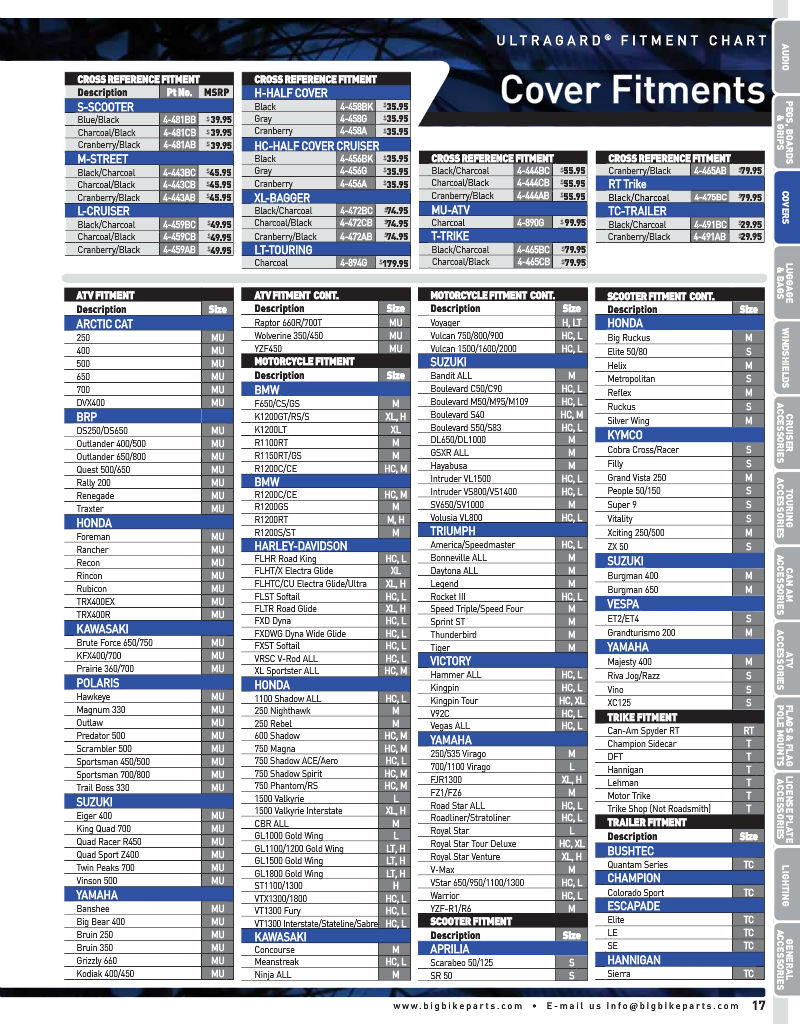 ULTRAGARD® FITMENT CHART
Cover Fitments
CROSS REFERENCE FITMENT
Description Pt No. MSRP
S-SCOOTER
Blue/Black 4-481BB $39.95
Charcoal/Black 4-481CB $39.95
Cranberry/Black 4-481AB $39.95
M-STREET
Black/Charcoal 4-443BC $45.95
Charcoal/Black 4-443CB $45.95
Cranberry/Black 4-443AB $45.95
L-CRUISER
Black/Charcoal 4-459BC $49.95
Charcoal/Black 4-459CB $49.95
Cranberry/Black 4-459AB $49.95
CROSS REFERENCE FITMENT
H-HALF COVER
Black 4-458BK $35.95
Gray 4-458G $35.95
Cranberry 4-458A $35.95
HC-HALF COVER CRUISER
Black 4-456BK $35.95
Gray 4-456G $35.95
Cranberry 4-456A $35.95
XL-BAGGER
Black/Charcoal 4-472BC $74.95
Charcoal/Black 4-472CB $74.95
Cranberry/Black 4-472AB $74.95
LT-TOURING
Charcoal 4-894G $179.95
CROSS REFERENCE FITMENT
Black/Charcoal 4-444BC $55.95
Charcoal/Black 4-444CB $55.95
Cranberry/Black 4-444AB $55.95
MU-ATV
Charcoal 4-890G $99.95
T-TRIKE
Black/Charcoal 4-465BC $79.95
Charcoal/Black 4-465CB $79.95
CROSS REFERENCE FITMENT
Cranberry/Black 4-465AB $79.95
RT Trike
Black/Charcoal 4-475BC $79.95
TC-TRAILER
Black/Charcoal 4-491BC $29.95
Cranberry/Black 4-491AB $29.95
ATV FITMENT
Description Size
ARCTIC CAT
250 MU
400 MU
500 MU
650 MU
700 MU
DVX400 MU
BRP
DS250/DS650 MU
Outlander 400/500 MU
Outlander 650/800 MU
Quest 500/650 MU
Rally 200 MU
Renegade MU
Traxter MU
HONDA
Foreman MU
Rancher MU
Recon MU
Rincon MU
Rubicon MU
TRX400EX MU
TRX400R MU
KAWASAKI
Brute Force 650/750 MU
KFX400/700 MU
Prairie 360/700 MU
POLARIS
Hawkeye MU
Magnum 330 MU
Outlaw MU
Predator 500 MU
Scrambler 500 MU
Sportsman 450/500 MU
Sportsman 700/800 MU
Trail Boss 330 MU
SUZUKI
Eiger 400 MU
King Quad 700 MU
Quad Racer R450 MU
Quad Sport Z400 MU
Twin Peaks 700 MU
Vinson 500 MU
YAMAHA
Banshee MU
Big Bear 400 MU
Bruin 250 MU
Bruin 350 MU
Grizzly 660 MU
Kodiak 400/450 MU
ATV FITMENT CONT.
Description Size
Raptor 660R/700T MU
Wolverine 350/450 MU
YZF450 MU
MOTORCYCLE FITMENT
Description Size
BMW
F650/CS/GS M
K1200GT/RS/S XL, H
K1200LT XL
R1100RT M
R1150RT/GS M
R1200C/CE HC, M
BMW
R1200C/CE HC, M
R1200GS M
R1200RT M, H
R1200S/ST M
HARLEY-DAVIDSON
FLHR Road King HC, L
FLHT/X Electra Glide XL
FLHTC/CU Electra Glide/Ultra XL, H
FLST Softail HC, L
FLTR Road Glide XL, H
FXD Dyna HC, L
FXDWG Dyna Wide Glide HC, L
FXST Softail HC, L
VRSC V-Rod ALL HC, L
XL Sportster ALL HC, M
HONDA
1100 Shadow ALL HC, L
250 Nighthawk M
250 Rebel M
600 Shadow HC, M
750 Magna HC, M
750 Shadow ACE/Aero HC, L
750 Shadow Spirit HC, M
750 Phantom/RS HC, M
1500 Valkyrie L
1500 Valkyrie Interstate XL, H
CBR ALL M
GL1000 Gold Wing L
GL1100/1200 Gold Wing LT, H
GL1500 Gold Wing LT, H
GL1800 Gold Wing LT, H
ST1100/1300 H
VTX1300/1800 HC, L
VT1300 Fury HC, L
VT1300 Interstate/Stateline/Sabre HC, L
KAWASAKI
Concourse M
Meanstreak HC, L
Ninja ALL M
MOTORCYCLE FITMENT CONT.
Description Size
Voyager H, LT
Vulcan 750/800/900 HC, L
Vulcan 1500/1600/2000 HC, L
SUZUKI
Bandit ALL M
Boulevard C50/C90 HC, L
Boulevard M50/M95/M109 HC, L
Boulevard S40 HC, M
Boulevard S50/S83 HC, L
DL650/DL1000 M
GSXR ALL M
Hayabusa M
Intruder VL1500 HC, L
Intruder VS800/VS1400 HC, L
SV650/SV1000 M
Volusia VL800 HC, L
TRIUMPH
America/Speedmaster HC, L
Bonneville ALL M
Daytona ALL M
Legend M
Rocket III HC, L
Speed Triple/Speed Four M
Sprint ST M
Thunderbird M
Tiger M
VICTORY
Hammer ALL HC, L
Kingpin HC, L
Kingpin Tour HC, XL
V92C HC, L
Vegas ALL HC, L
YAMAHA
250/535 Virago M
700/1100 Virago L
FJR1300 XL, H
FZ1/FZ6 M
Road Star ALL HC, L
Roadliner/Stratoliner HC, L
Royal Star L
Royal Star Tour Deluxe HC, XL
Royal Star Venture XL, H
V-Max M
VStar 650/950/1100/1300 HC, L
Warrior HC, L
YZF-R1/R6 M
SCOOTER FITMENT
Description Size
APRILIA
Scarabeo 50/125 S
SR 50 S
SCOOTER FITMENT CONT.
Description Size
HONDA
Big Ruckus M
Elite 50/80 S
Helix M
Metropolitan S
Reflex M
Ruckus S
Silver Wing M
KYMCO
Cobra Cross/Racer S
Filly S
Grand Vista 250 M
People 50/150 S
Super 9 S
Vitality S
Xciting 250/500 M
ZX 50 S
SUZUKI
Burgman 400 M
Burgman 650 M
VESPA
ET2/ET4 S
Grandturismo 200 M
YAMAHA
Majesty 400 M
Riva Jog/Razz S
Vino S
XC125 S
TRIKE FITMENT
Can-Am Spyder RT RT
Champion Sidecar T
DFT T
Hannigan T
Lehman T
Motor Trike T
Trike Shop (Not Roadsmith) T
TRAILER FITMENT
Description Size
BUSHTEC
Quantam Series TC
CHAMPION
Colorado Sport TC
ESCAPADE
Elite TC
LE TC
SE TC
HANNIGAN
Sierra TC
AUDIO
PEGS, BOARDS
& GRIPS
COVERS
LUGGAGE
& BAGS
WINDSHIELDS
CRUISER
ACCESSORIES
TOURING
ACCESSORIES
CAN AM
ACCESSORIES
ATV
ACCESSORIES
FLAGS & FLAG
POLE MOUNTS
LICENSE PLATE
ACCESSORIES
LIGHTING
GENERAL
ACCESSORIES
www.bigbikeparts.com • E-mail us info@bigbikeparts.com 17